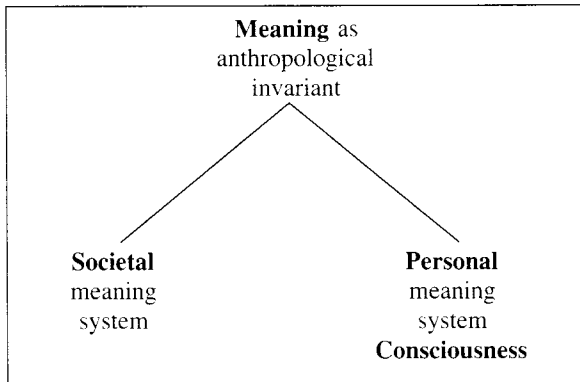 Meaning as
anthropological
invariant
Societal
meaning
system
Personal
meaning
system
Consciousness